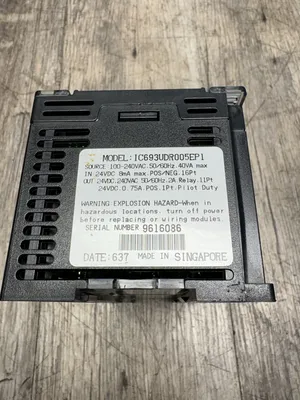 MODEL:IC693UDR005EP1
SOURCE 100-240VAC,50/60Hz,40VA max
IN 24VDC 8mA max.POS/NEG.16Pt
OUT 24VDC,240VAC 50/60Hz.2A.Relay.11Pt
24VDC.0.75A.POS.1Pt.Pilot Duty
WARNING EXPLOSION HAZARD-When in
hazardous locations, turn off power
before replacing or wiring modules
SERIAL NUMBER 9616086
DATE:637 MADE IN SINGAPORE